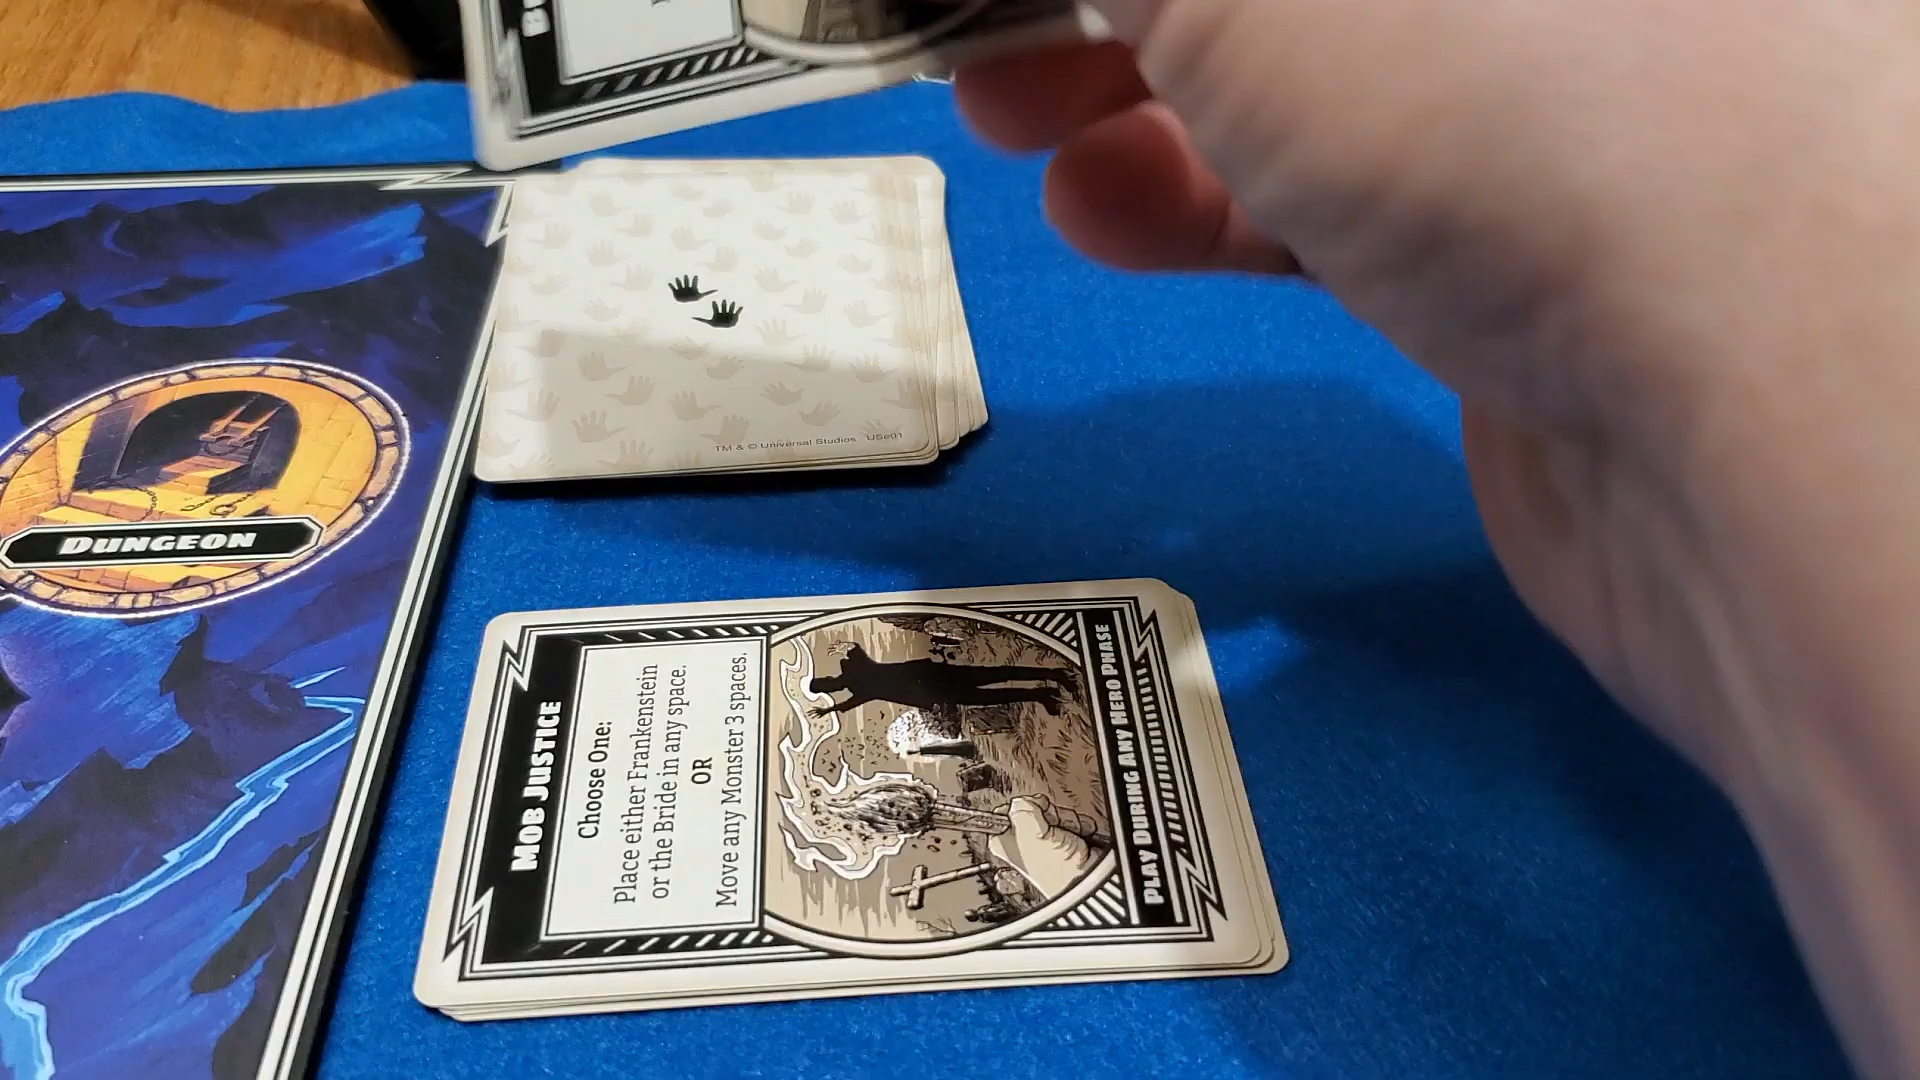 TM & © Universal Studios USe01
DUNGEON
MOB JUSTICE
Choose One:
Place either Frankenstein
or the Bride in any space.
OR
Move any Monster 3 spaces.
PLAY DURING ANY HERO PHASE